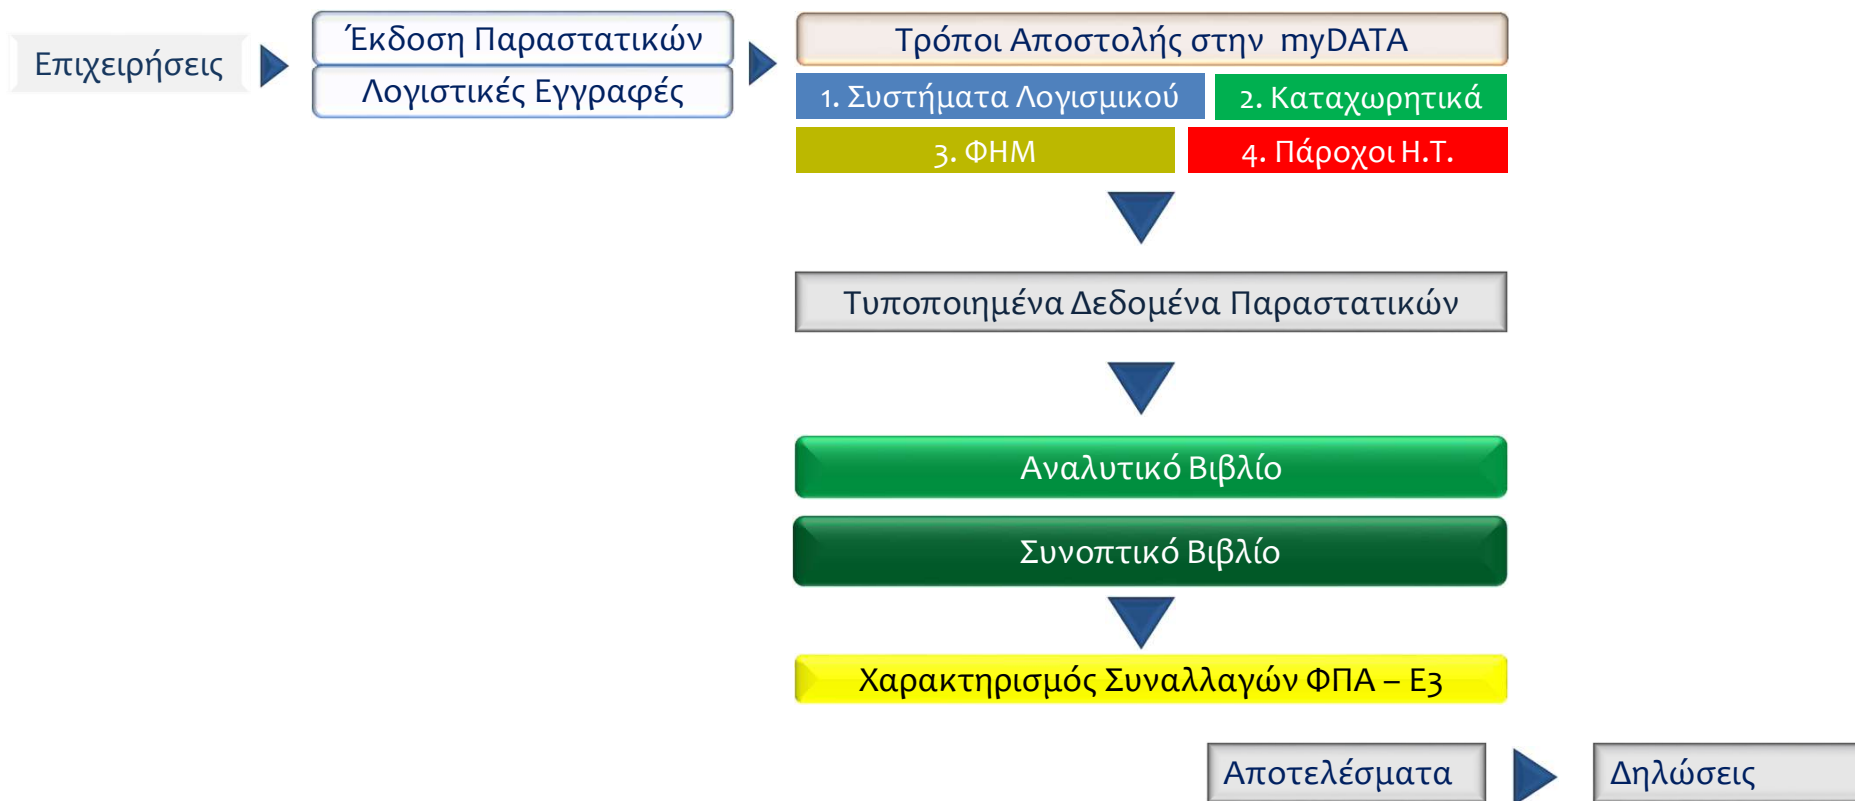 Επιχειρήσεις
Έκδοση Παραστατικών
Λογιστικές Εγγραφές
Τρόποι Αποστολής στην myDATA
1. Συστήματα Λογισμικού
2. Καταχωρητικά
3. ΦΗΜ
4. Πάροχοι Η.Τ.
Τυποποιημένα Δεδομένα Παραστατικών
Αναλυτικό Βιβλίο
Συνοπτικό Βιβλίο
Χαρακτηρισμός Συναλλαγών ΦΠΑ – Ε3
Αποτελέσματα
Δηλώσεις